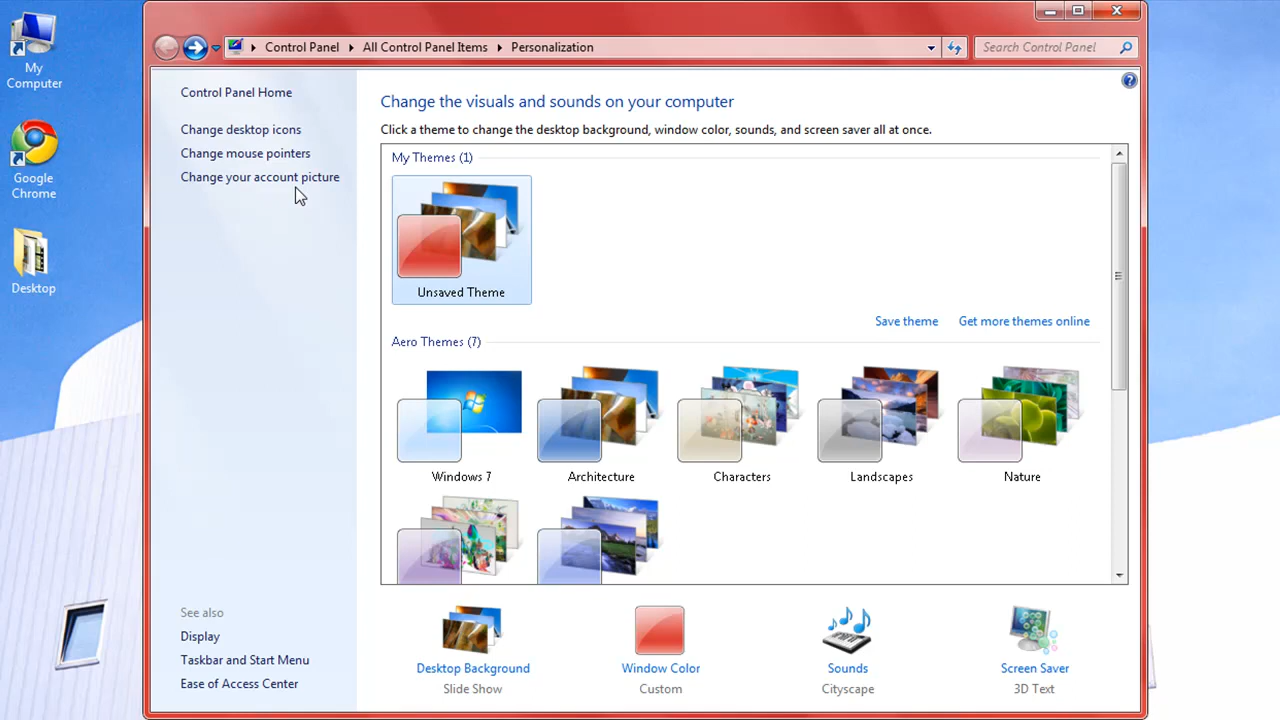 My
Computer
Google
Chrome
Desktop
Control Panel
All Control Panel Items
Personalization
Search Control Panel
Control Panel Home
Change desktop icons
Change mouse pointers
Change your account picture
See also
Display
Taskbar and Start Menu
Ease of Access Center
Change the visuals and sounds on your computer
Click a theme to change the desktop background, window color, sounds, and screen saver all at once.
My Themes (1)
Unsaved Theme
Save theme
Get more themes online
Aero Themes (7)
Windows 7
Architecture
Characters
Landscapes
Nature
Desktop Background
Slide Show
Window Color
Custom
Sounds
Cityscape
Screen Saver
3D Text